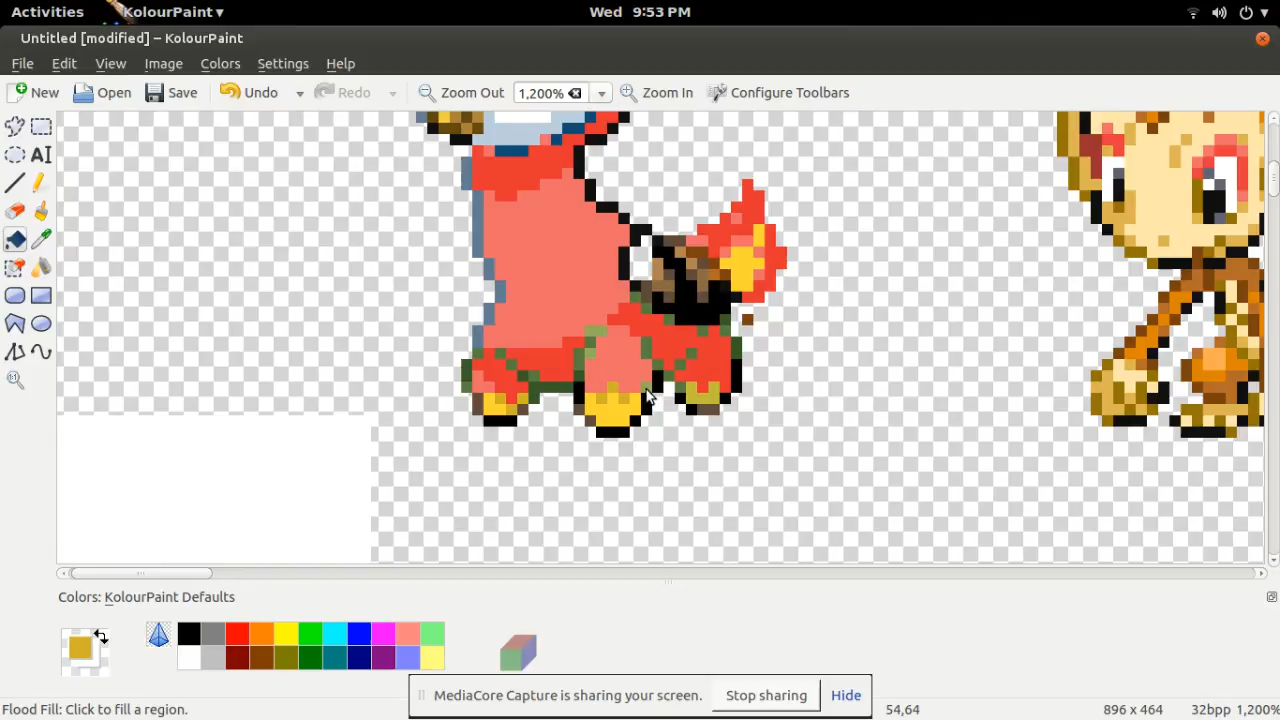 Activities KolourPaint ▾ Wed 9:53 PM
Untitled [modified] – KolourPaint
File Edit View Image Colors Settings Help
New Open Save Undo Redo Zoom Out 1,200% Zoom In Configure Toolbars
Colors: KolourPaint Defaults
MediaCore Capture is sharing your screen. Stop sharing Hide
Flood Fill: Click to fill a region. 54,64 896 x 464 32bpp 1,200%